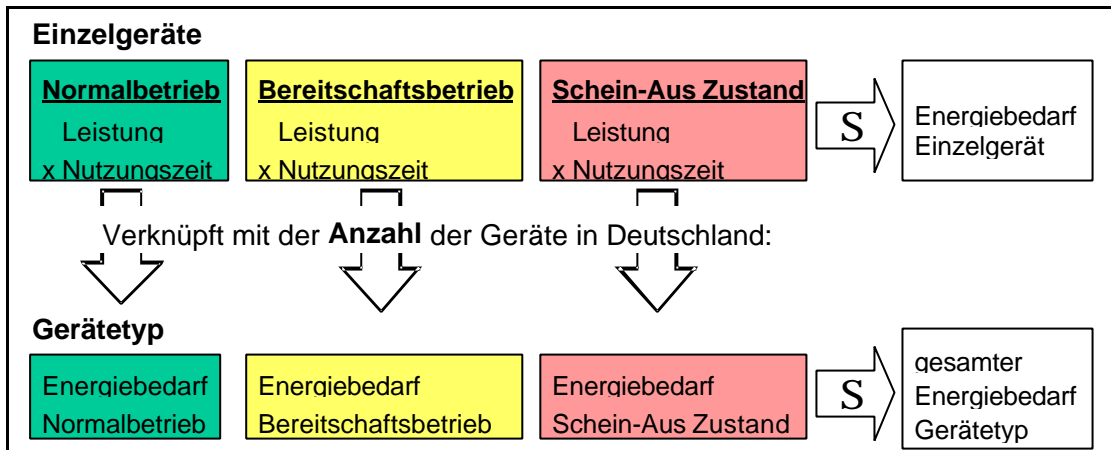 Einzelgeräte
Normalbetrieb
Leistung
x Nutzungszeit
Bereitschaftsbetrieb
Leistung
x Nutzungszeit
Schein-Aus Zustand
Leistung
x Nutzungszeit
S
Energiebedarf
Einzelgerät
Verknüpft mit der Anzahl der Geräte in Deutschland:
Gerätetyp
Energiebedarf
Normalbetrieb
Energiebedarf
Bereitschaftsbetrieb
Energiebedarf
Schein-Aus Zustand
S
gesamter
Energiebedarf
Gerätetyp